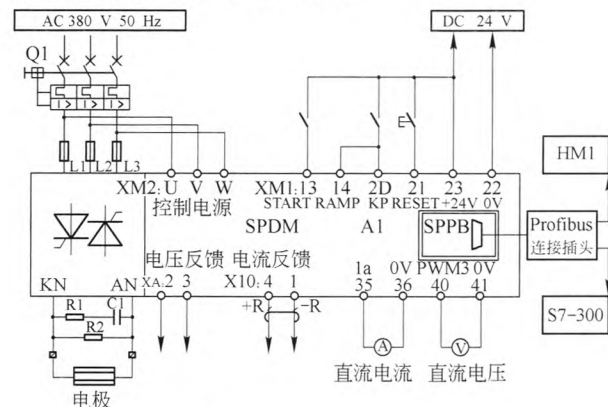 AC 380 V 50 Hz
DC 24 V
Q1
L1 L2 L3
HM1
XM2: U V W XM1: 13 14 2D 21 23 22
控制电源 START RAMP KP RESET +24V 0V
SPDM A1 SPPB
Profibus
连接插头
电压反馈 电流反馈
KN AN XA: 2 3 X10: 4 1
1a 0V PWM3 0V
35 36 40 41
R1 C1
+R -R
R2
A V
S7-300
直流电流 直流电压
电极